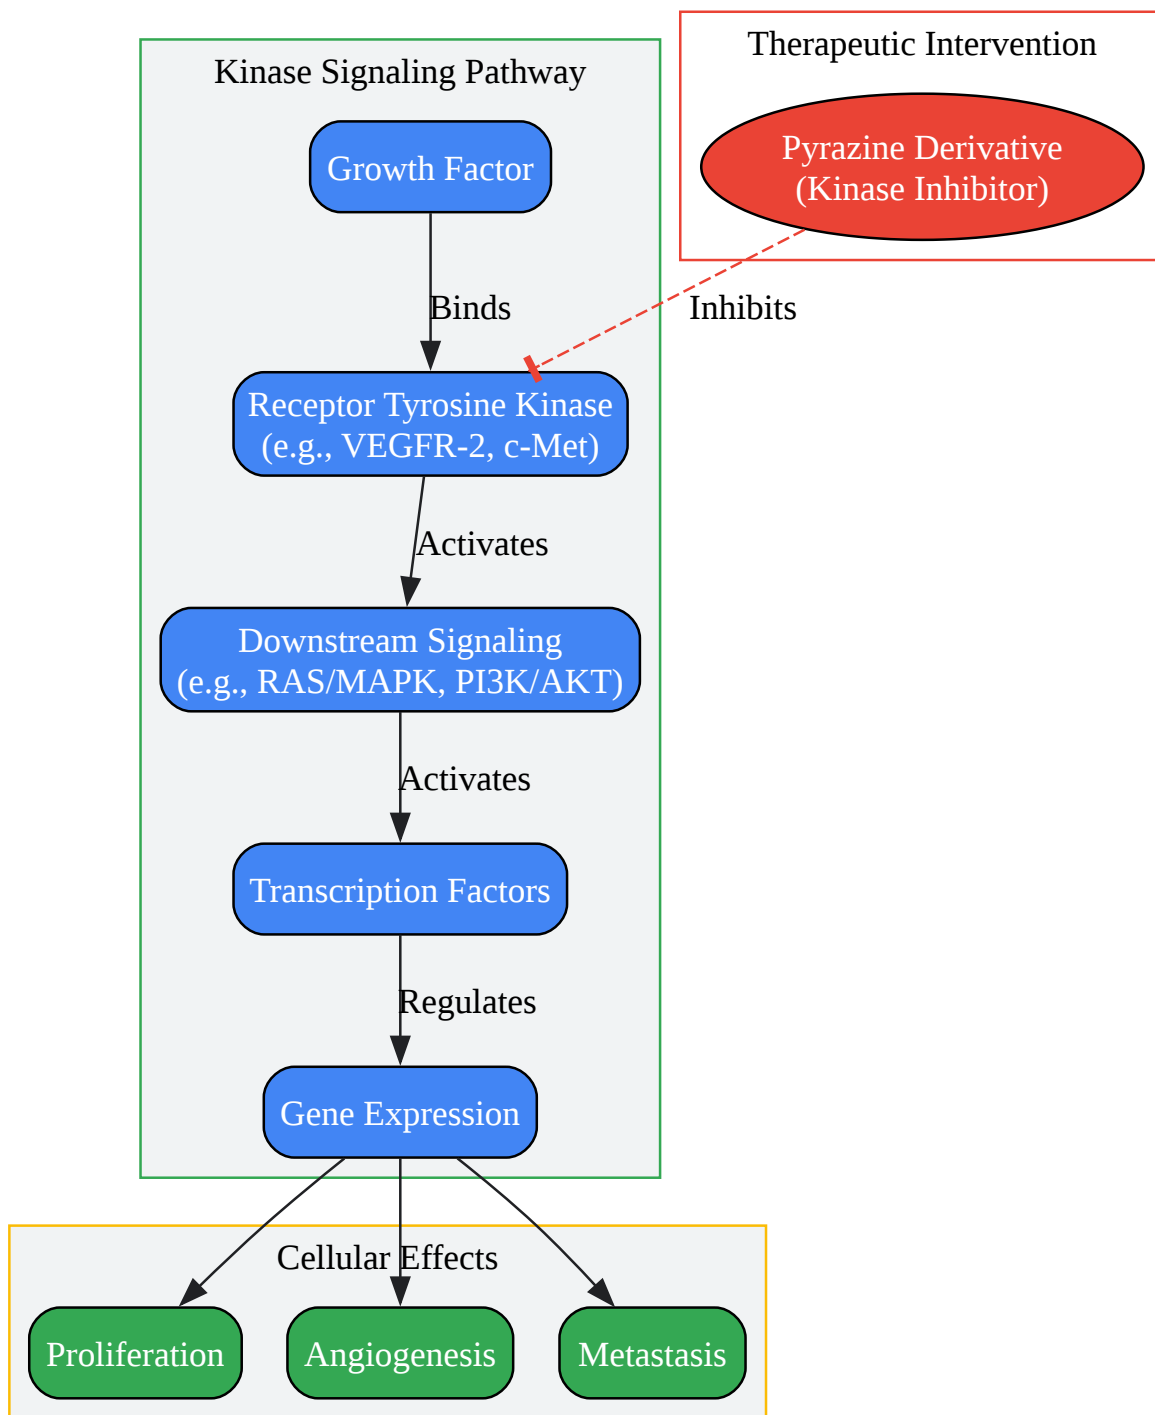 Therapeutic Intervention
Kinase Signaling Pathway
Pyrazine Derivative
(Kinase Inhibitor)
Growth Factor
Binds
Inhibits
Receptor Tyrosine Kinase
(e.g., VEGFR-2, c-Met)
Activates
Downstream Signaling
(e.g., RAS/MAPK, PI3K/AKT)
Activates
Transcription Factors
Regulates
Gene Expression
Cellular Effects
Proliferation
Angiogenesis
Metastasis